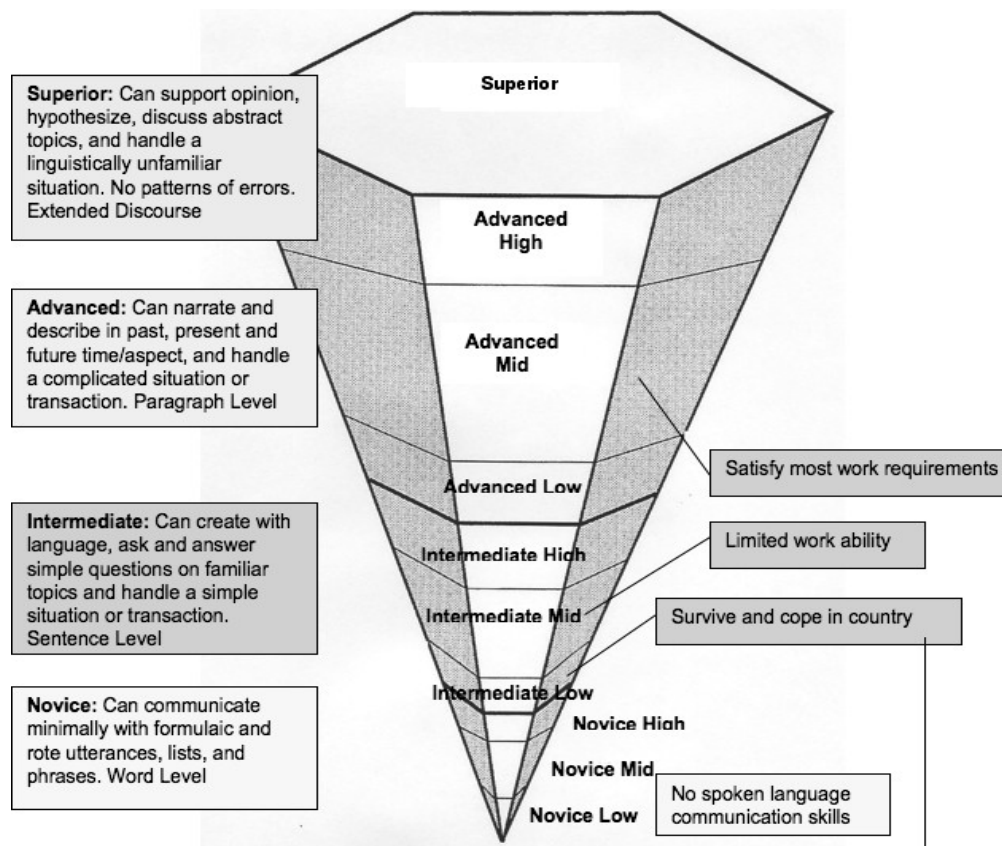 Superior
Superior: Can support opinion,
hypothesize, discuss abstract
topics, and handle a
linguistically unfamiliar
situation. No patterns of errors.
Extended Discourse
Advanced
High
Advanced: Can narrate and
describe in past, present and
future time/aspect, and handle
a complicated situation or
transaction. Paragraph Level
Advanced
Mid
Satisfy most work requirements
Advanced Low
Intermediate: Can create with
language, ask and answer
simple questions on familiar
topics and handle a simple
situation or transaction.
Sentence Level
Intermediate High
Limited work ability
Intermediate Mid
Survive and cope in country
Intermediate Low
Novice: Can communicate
minimally with formulaic and
rote utterances, lists, and
phrases. Word Level
Novice High
Novice Mid
Novice Low
No spoken language
communication skills